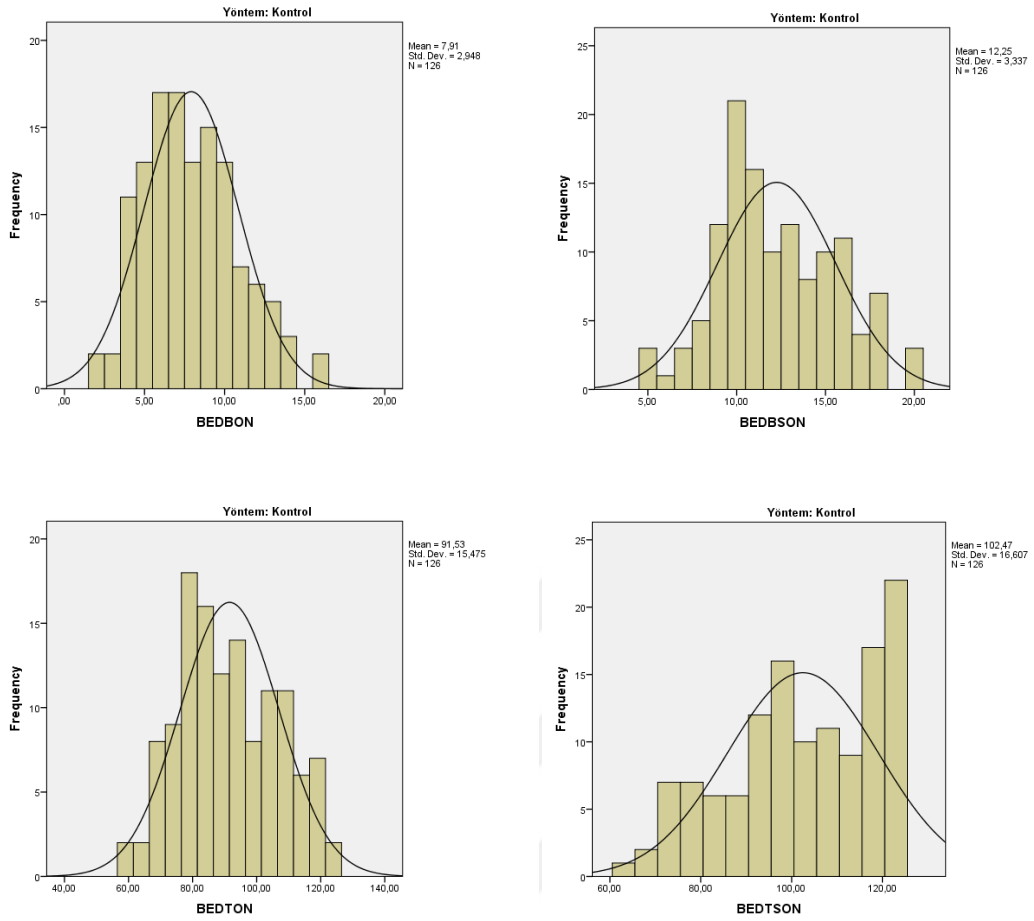 Yöntem: Kontrol
20
15
10
5
0
Frequency
,00
5,00
10,00
15,00
20,00
BEDBON
Mean = 7,91
Std. Dev. = 2,948
N = 126
Yöntem: Kontrol
25
20
15
10
5
0
Frequency
5,00
10,00
15,00
20,00
BEDBSON
Mean = 12,25
Std. Dev. = 3,337
N = 126
Yöntem: Kontrol
20
15
10
5
0
Frequency
40,00
60,00
80,00
100,00
120,00
140,00
BEDTON
Mean = 91,53
Std. Dev. = 15,475
N = 126
Yöntem: Kontrol
25
20
15
10
5
0
Frequency
60,00
80,00
100,00
120,00
BEDTSON
Mean = 102,47
Std. Dev. = 16,607
N = 126